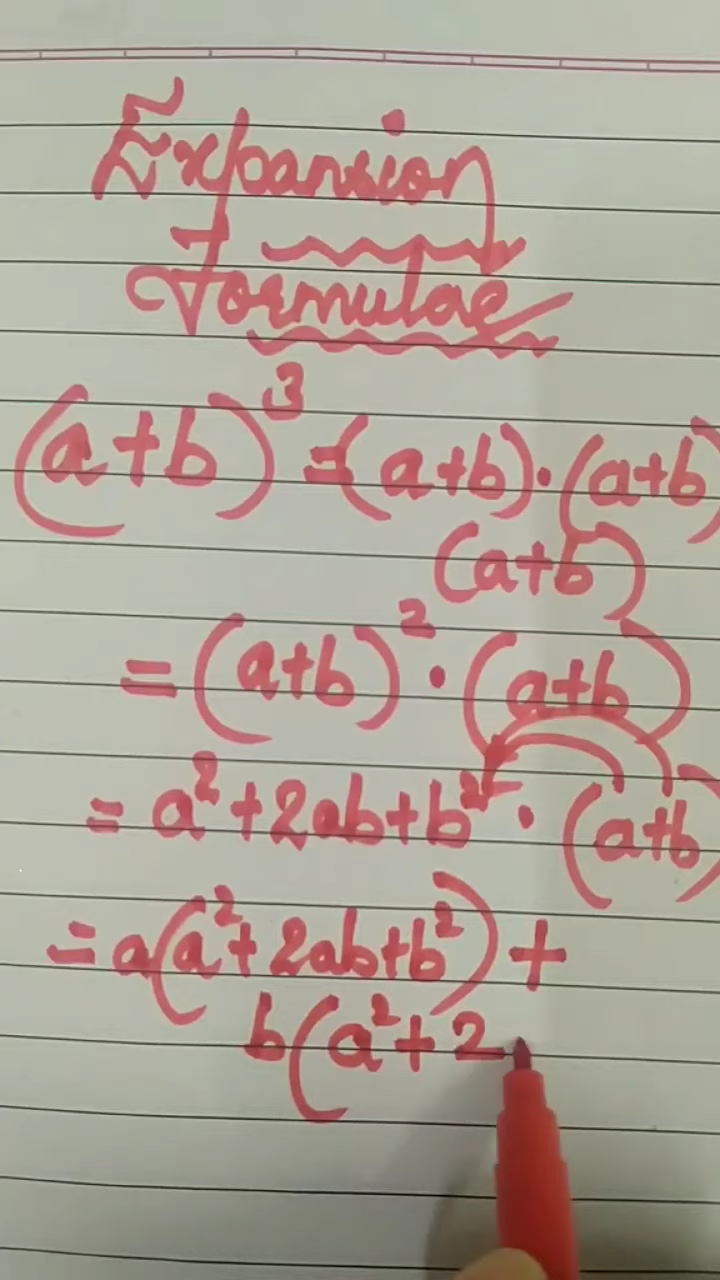 Expansion
Formulae
(a+b)³ = (a+b)·(a+b)
(a+b)
= (a+b)²·(a+b)
= a²+2ab+b²·(a+b)
= a(a²+2ab+b²)+
b(a²+2